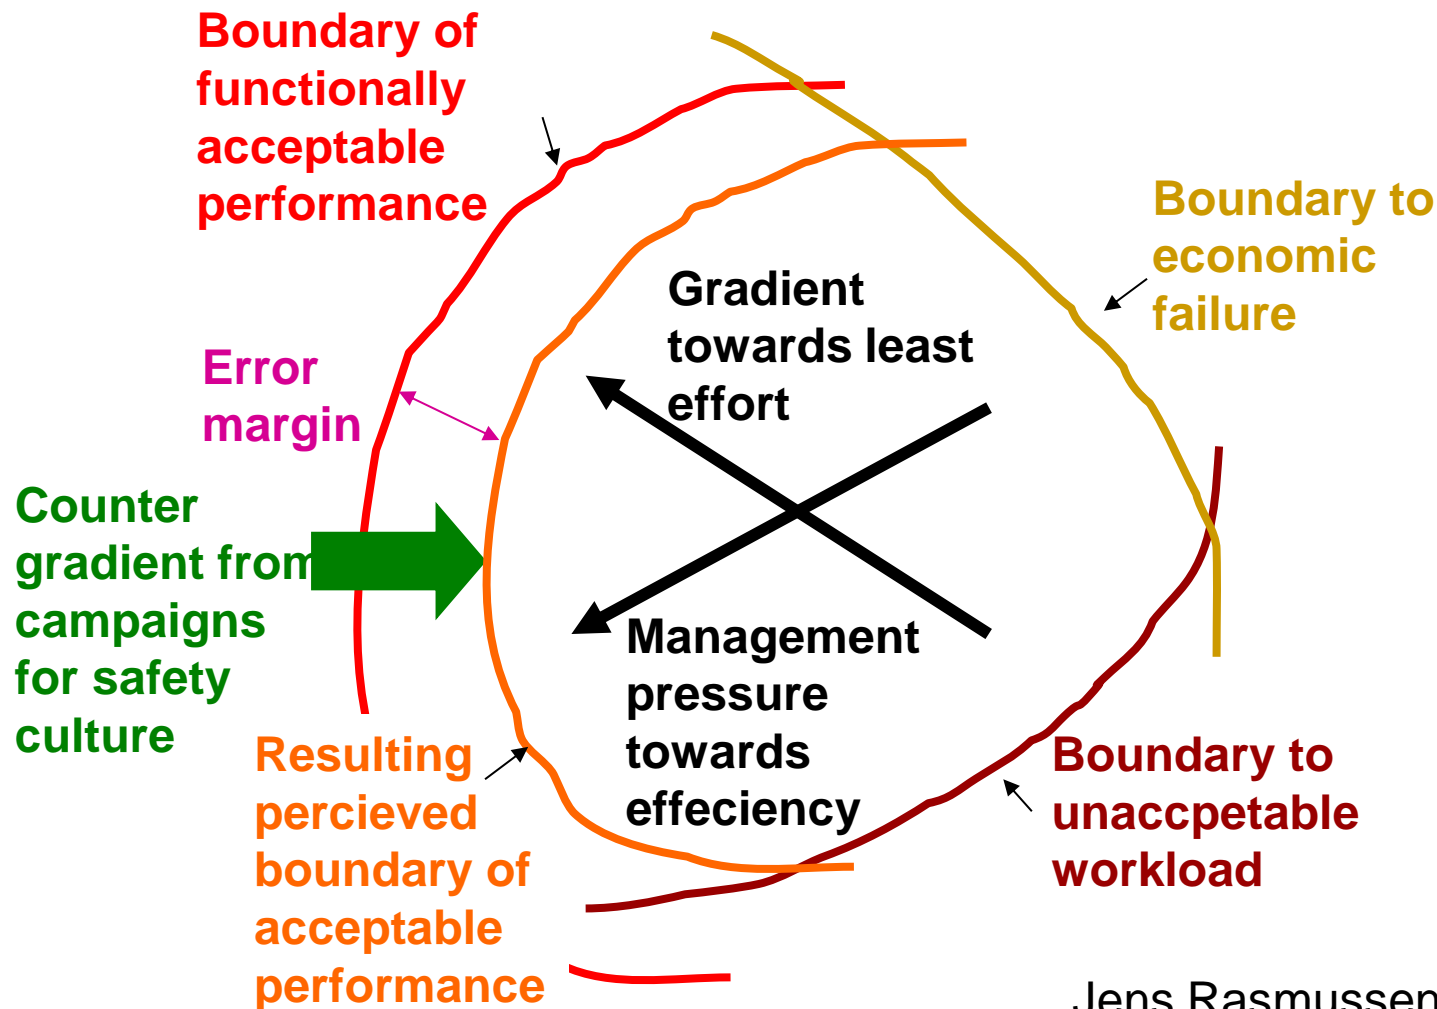 Boundary of
functionally
acceptable
performance
Boundary to
economic
failure
Gradient
towards least
effort
Error
margin
Counter
gradient from
campaigns
for safety
culture
Management
pressure
towards
effeciency
Resulting
percieved
boundary of
acceptable
performance
Boundary to
unaccpetable
workload
Jens Rasmussen